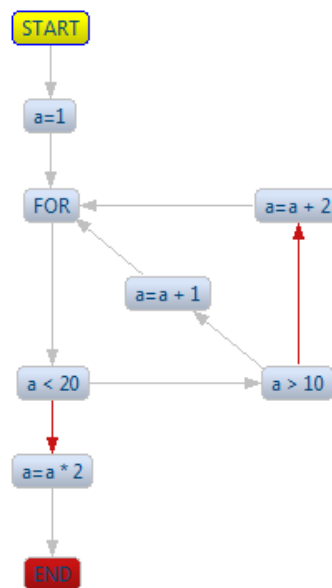 START
a=1
FOR
a=a + 2
a=a + 1
a < 20
a > 10
a=a * 2
END